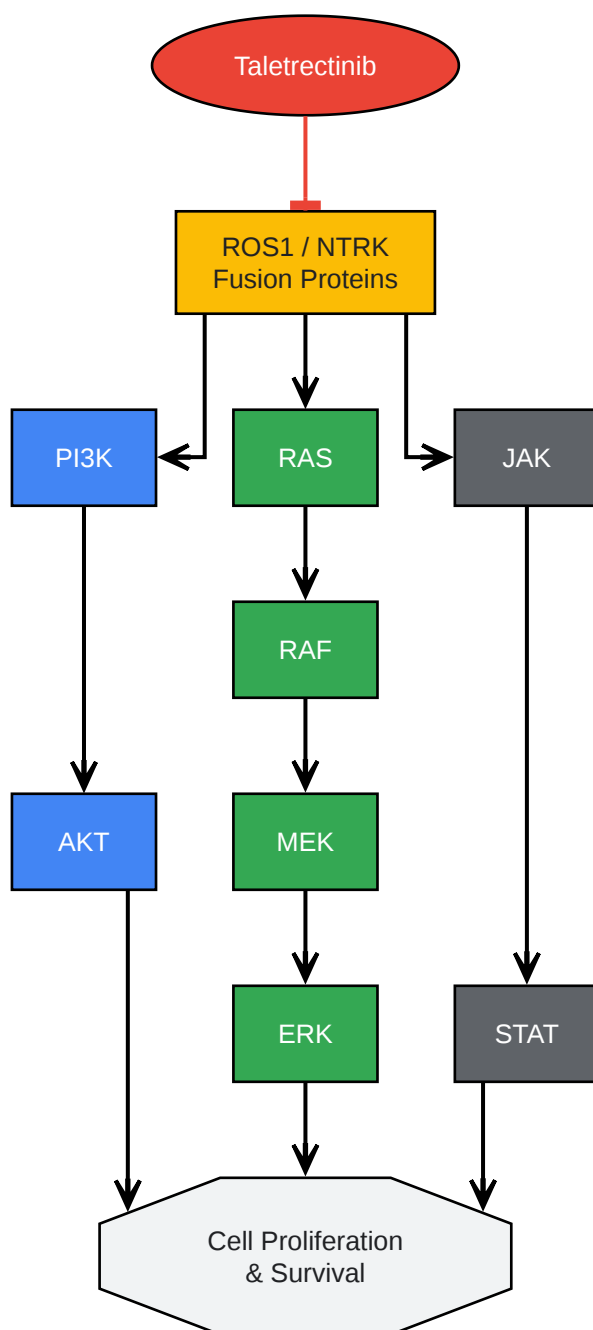 Taletrectinib
ROS1 / NTRK
Fusion Proteins
PI3K
RAS
JAK
RAF
AKT
MEK
ERK
STAT
Cell Proliferation
& Survival